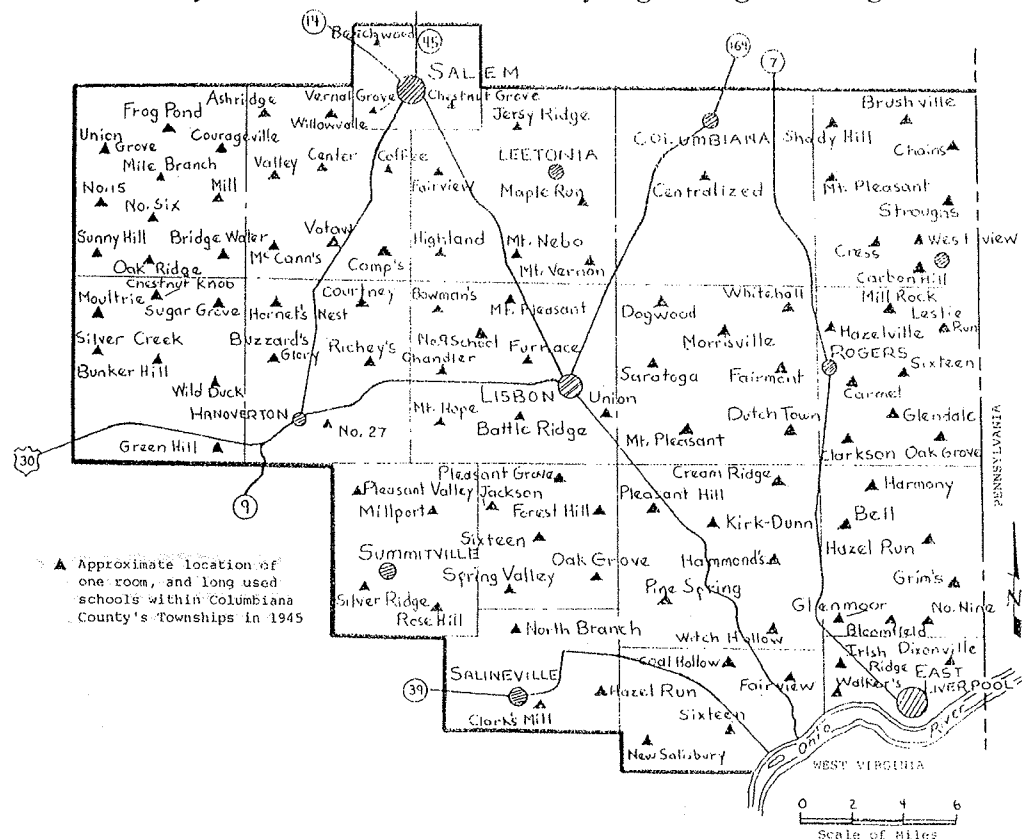 14
45
164
7
Beechwood
SALEM
Ashridge
Vernal Grove
Chestnut Grove
Willowvale
Frog Pond
Jersy Ridge
Brushville
Union Grove
Courageville
COLUMBIANA
Shady Hill
Chains
Mile Branch
Valley
Center
Coffee
LEETONIA
No. 15
Mill
Fairview
Maple Run
Centralized
Mt. Pleasant
No. Six
Stroughs
Sunny Hill
Bridge Water
Votaw
Highland
Mt. Nebo
Cress
West view
Oak Ridge
McCann's
Camp's
Mt. Vernon
Carbon Hill
Chestnut Knob
Moultrie
Sugar Grove
Hornet's Nest
Courtney
Bowman's
Mt. Pleasant
Dogwood
Whitehall
Mill Rock
Leslie Run
Silver Creek
Buzzard's Glory
Richey's
No. 9 School
Chandler
Furnace
Morrisville
Hazelville
ROGERS
Bunker Hill
Saratoga
Fairmont
Sixteen
Wild Duck
Carmel
HANOVERTON
LISBON
Union
Mt. Hope
Battle Ridge
Dutch Town
Glendale
Green Hill
No. 27
Mt. Pleasant
Clarkson
Oak Grove
30
9
PENNSYLVANIA
Pleasant Grove
Cream Ridge
Pleasant Valley
Jackson
Pleasant Hill
Harmony
Millport
Forest Hill
Kirk-Dunn
Bell
Sixteen
Hazel Run
SUMMITVILLE
Oak Grove
Hammond's
Spring Valley
Pine Spring
Grim's
Silver Ridge
Rose Hill
Glenmoor
No. Nine
North Branch
Witch Hollow
Bloomfield
Irish Ridge
Dixonville
SALINEVILLE
Coal Hollow
Walker's
EAST LIVERPOOL
39
Hazel Run
Fairview
Clark's Mill
Sixteen
New Salisbury
Ohio River
WEST VIRGINIA
N
Approximate location of
one room, and long used
schools within Columbiana
County's Townships in 1945
0 2 4 6
Scale of Miles